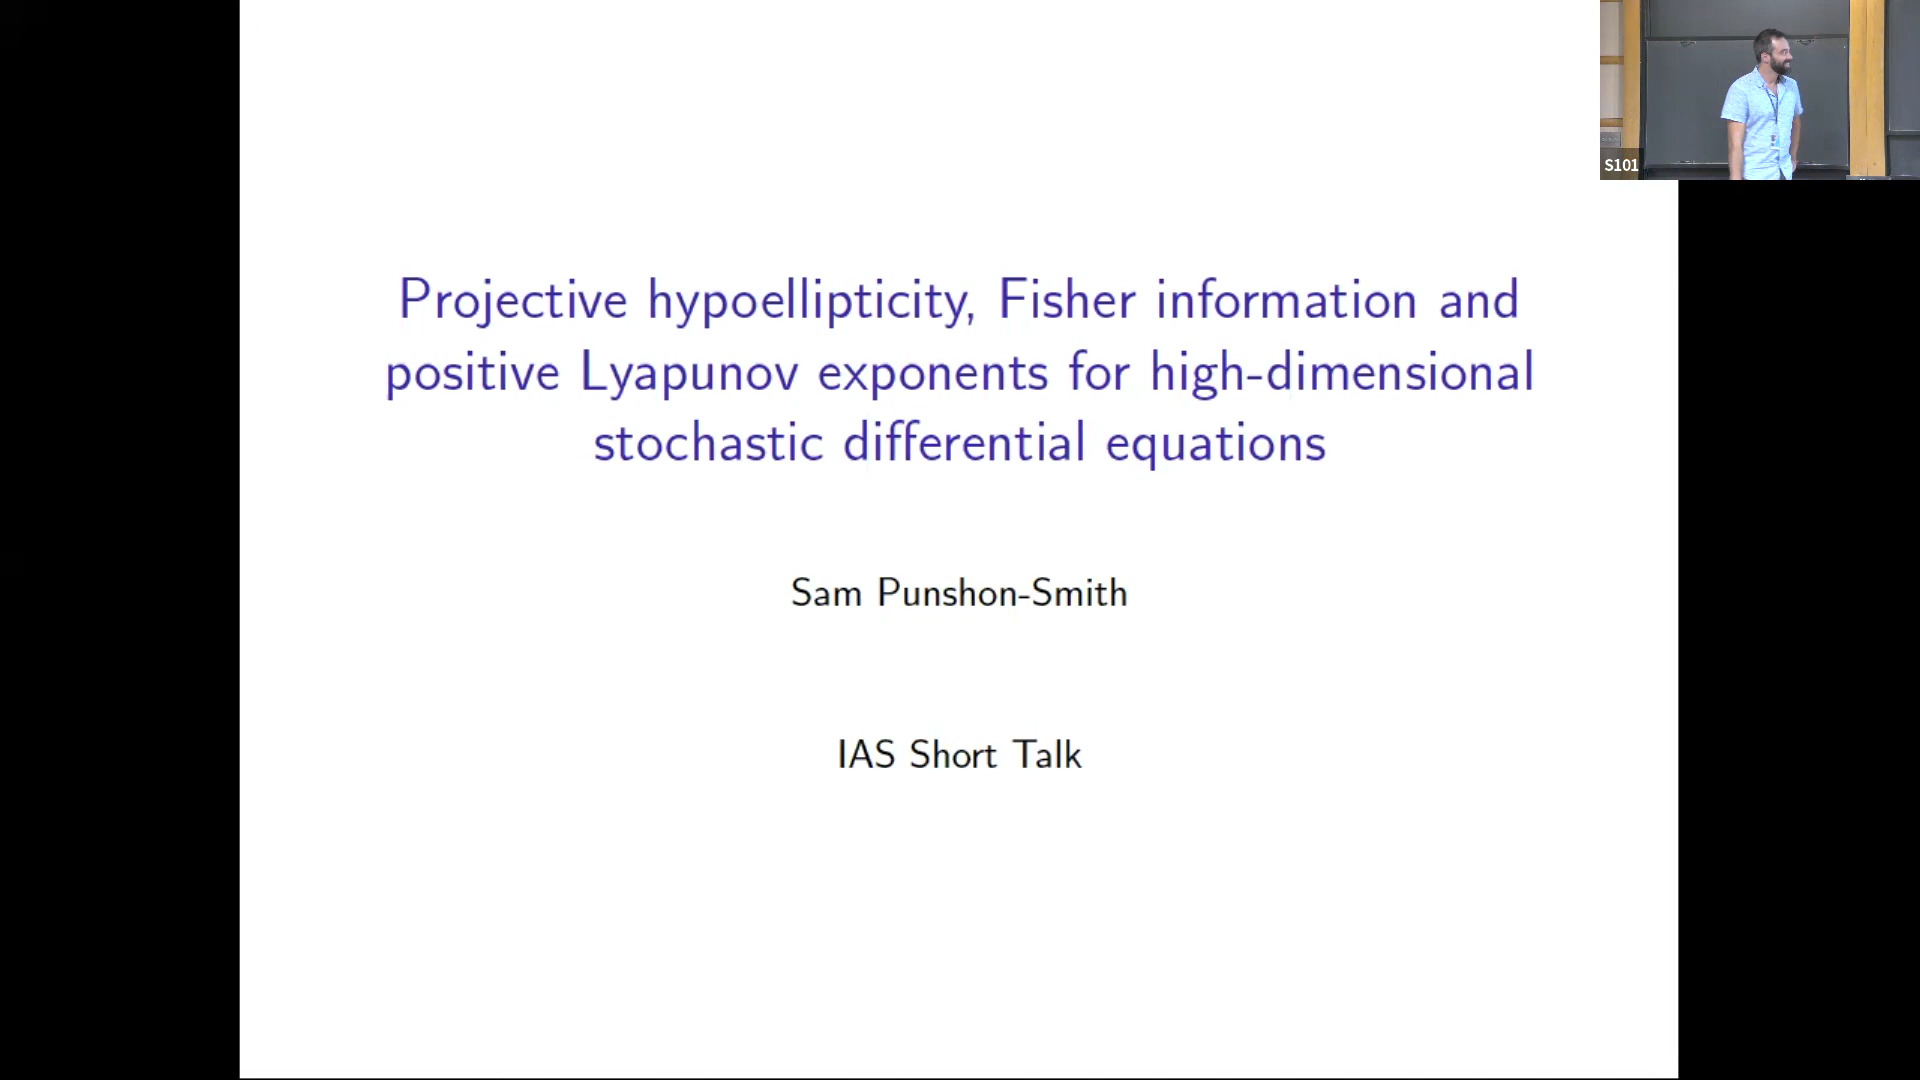 S101
Projective hypoellipticity, Fisher information and
positive Lyapunov exponents for high-dimensional
stochastic differential equations
Sam Punshon-Smith
IAS Short Talk